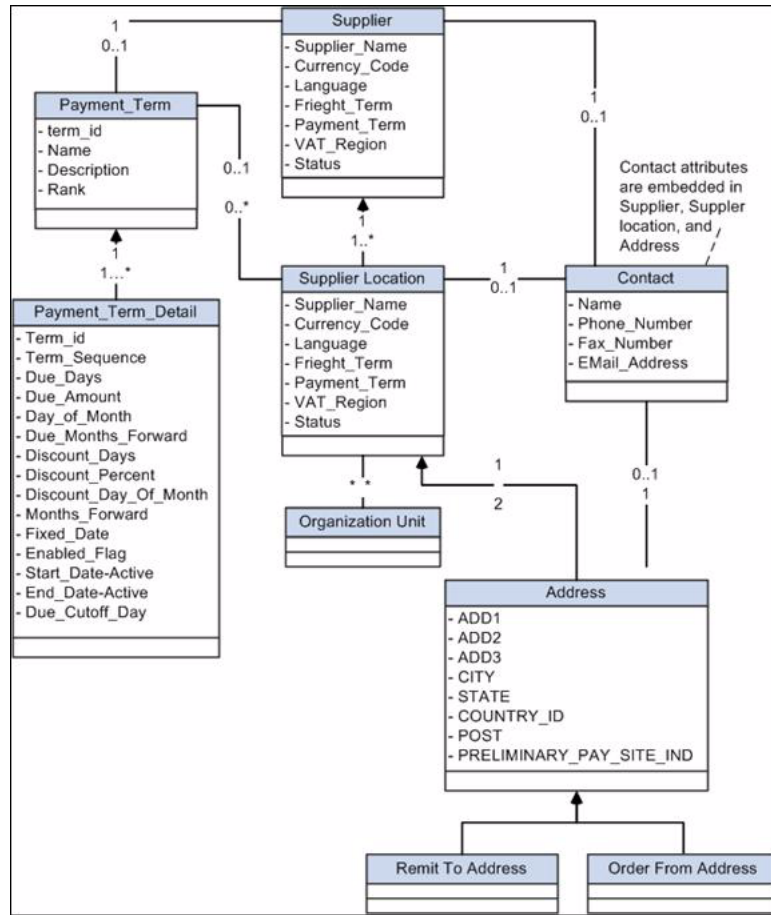 Supplier
- Supplier_Name
- Currency_Code
- Language
- Frieght_Term
- Payment_Term
- VAT_Region
- Status
1
0..1
Payment_Term
- term_id
- Name
- Description
- Rank
0..1
0..*
1
1..*
1
0..1
Contact attributes
are embedded in
Supplier, Suppler
location, and
Address
1
1...*
Payment_Term_Detail
- Term_id
- Term_Sequence
- Due_Days
- Due_Amount
- Day_of_Month
- Due_Months_Forward
- Discount_Days
- Discount_Percent
- Discount_Day_Of_Month
- Months_Forward
- Fixed_Date
- Enabled_Flag
- Start_Date-Active
- End_Date-Active
- Due_Cutoff_Day
Supplier Location
- Supplier_Name
- Currency_Code
- Language
- Frieght_Term
- Payment_Term
- VAT_Region
- Status
1
0..1
Contact
- Name
- Phone_Number
- Fax_Number
- EMail_Address
* *
Organization Unit
1
2
0..1
1
Address
- ADD1
- ADD2
- ADD3
- CITY
- STATE
- COUNTRY_ID
- POST
- PRELIMINARY_PAY_SITE_IND
Remit To Address
Order From Address